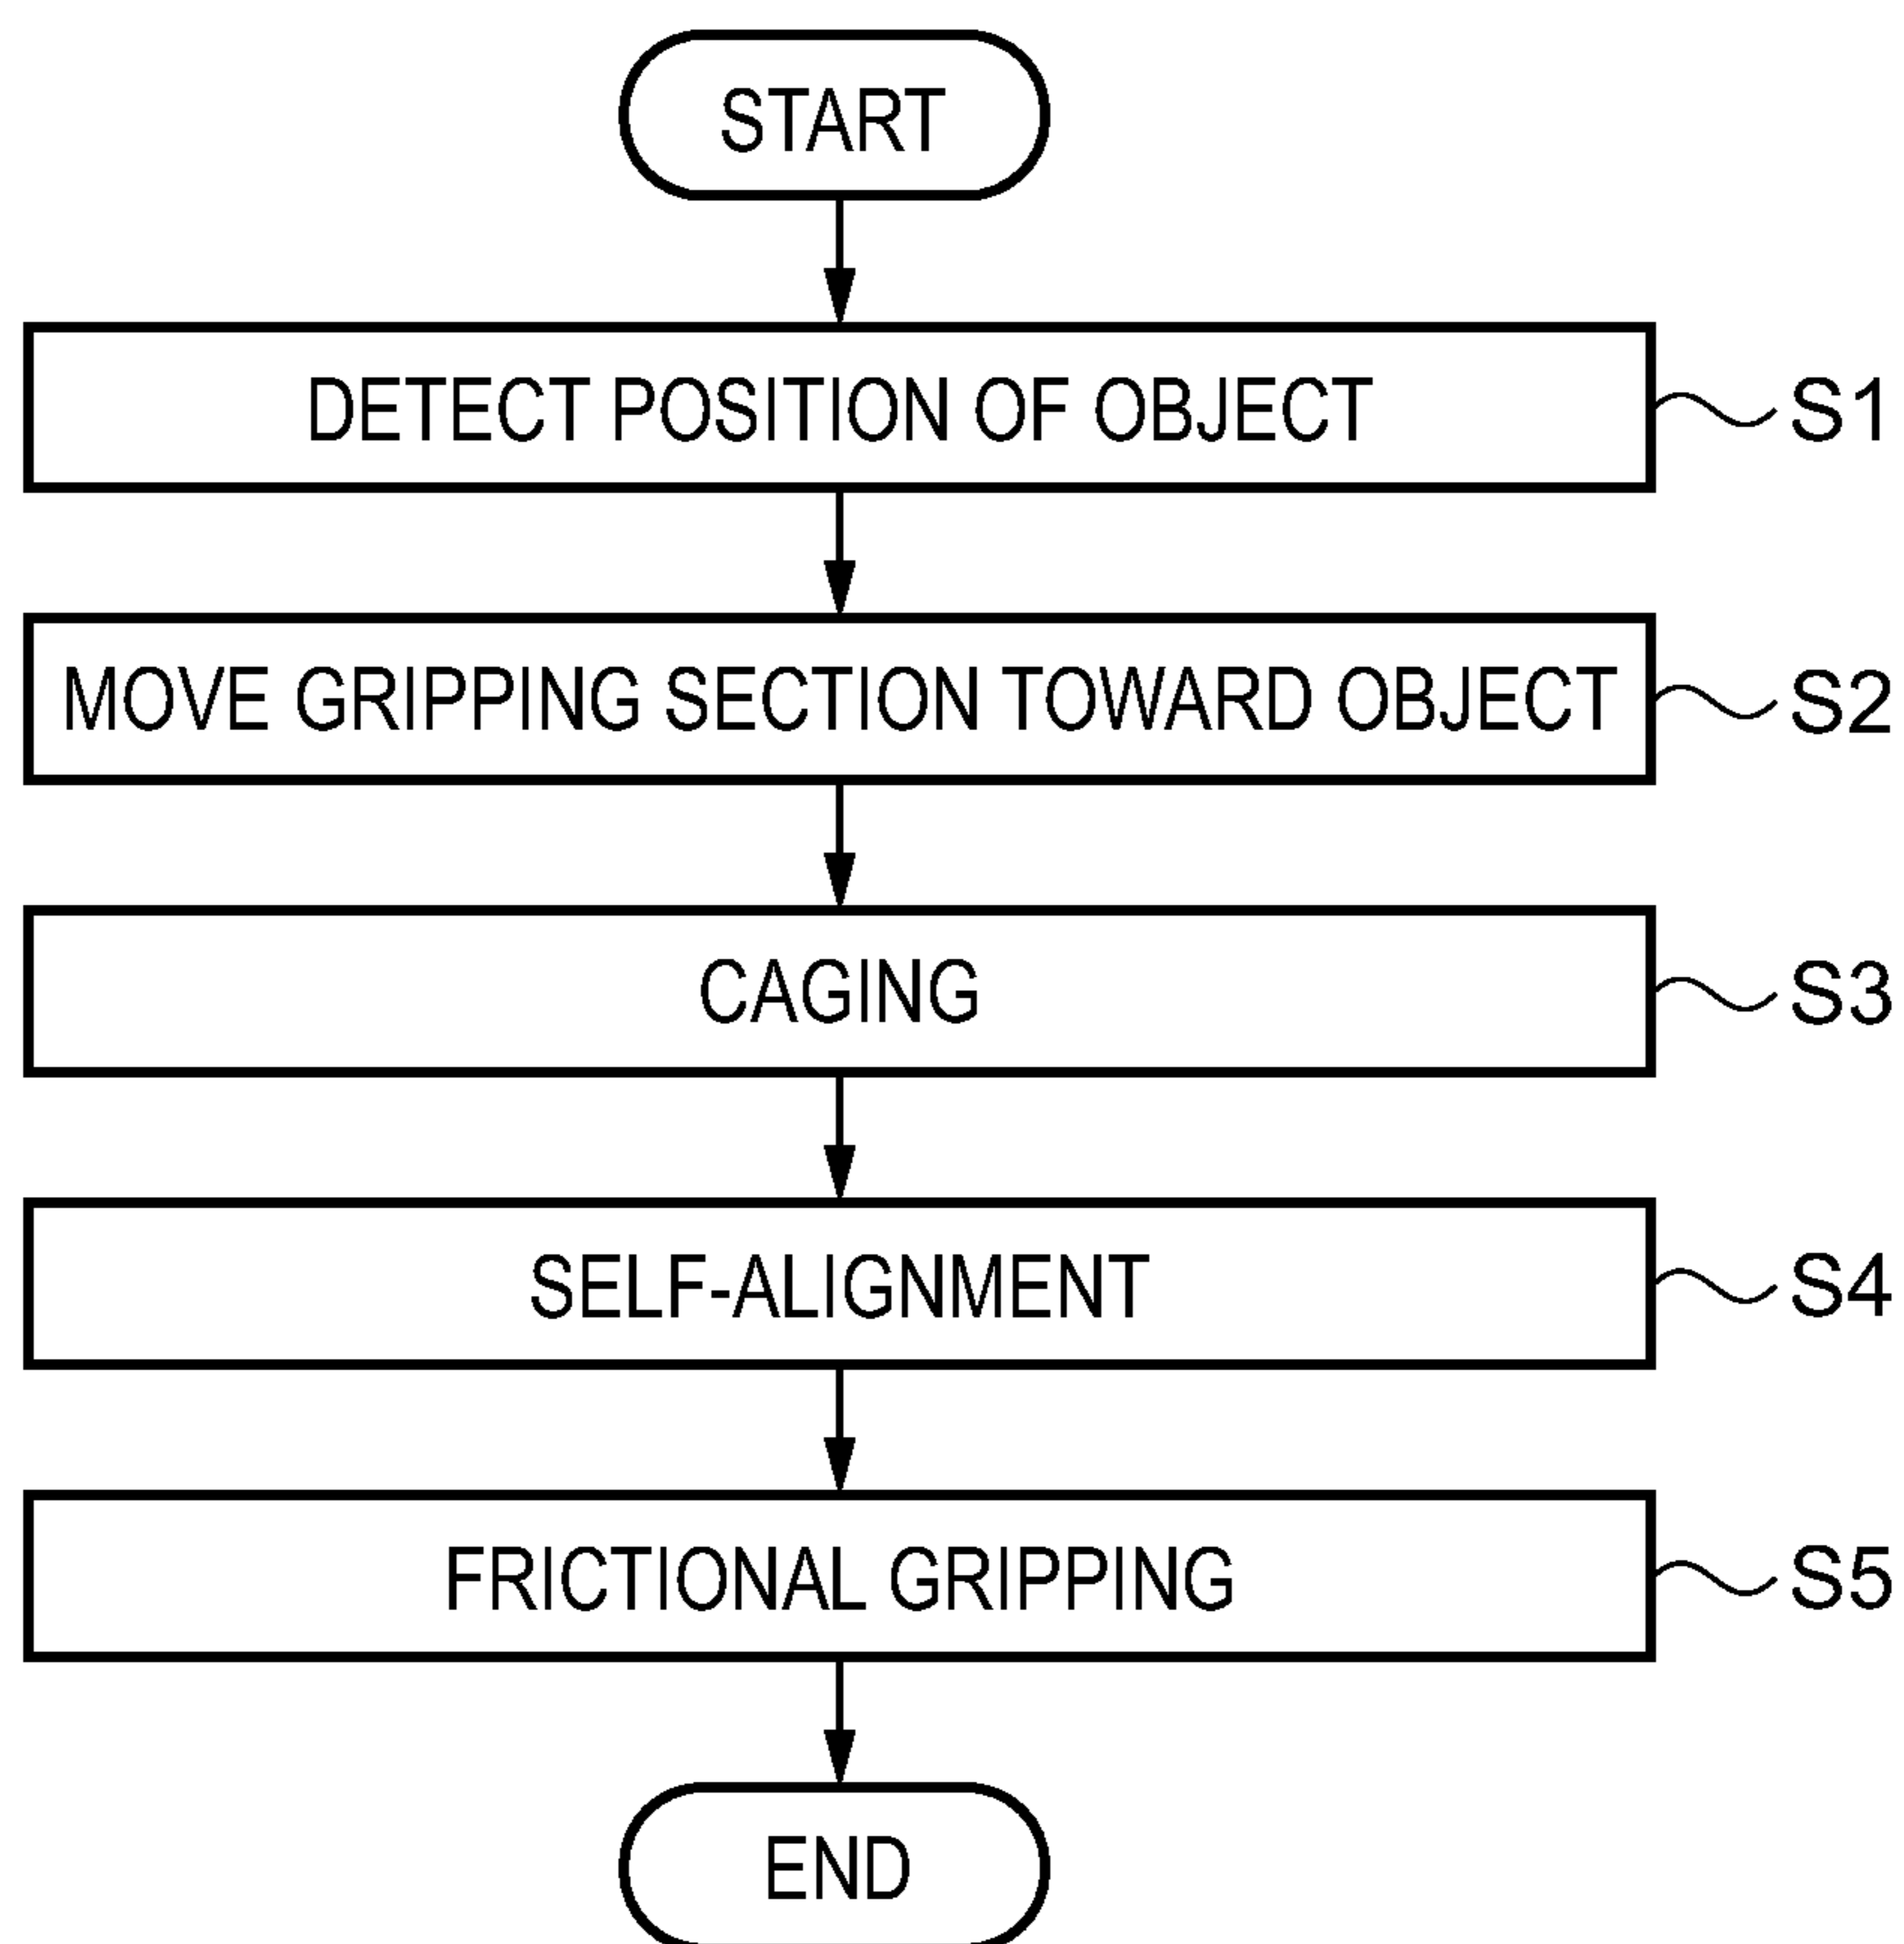 START
DETECT POSITION OF OBJECT
S1
MOVE GRIPPING SECTION TOWARD OBJECT
S2
CAGING
S3
SELF-ALIGNMENT
S4
FRICTIONAL GRIPPING
S5
END